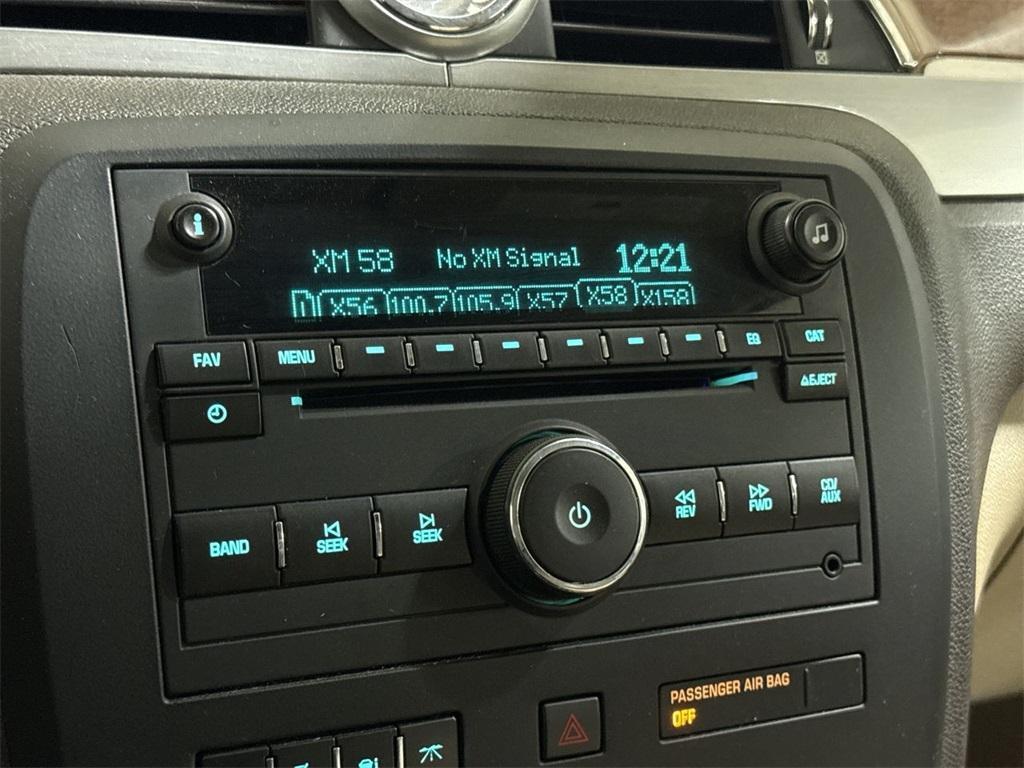 XM 58 No XM Signal 12:21
X56 100.7 105.9 X57 X58 X158
FAV MENU EQ CAT
EJECT
BAND SEEK SEEK REV FWD CD/
AUX
PASSENGER AIR BAG
OFF